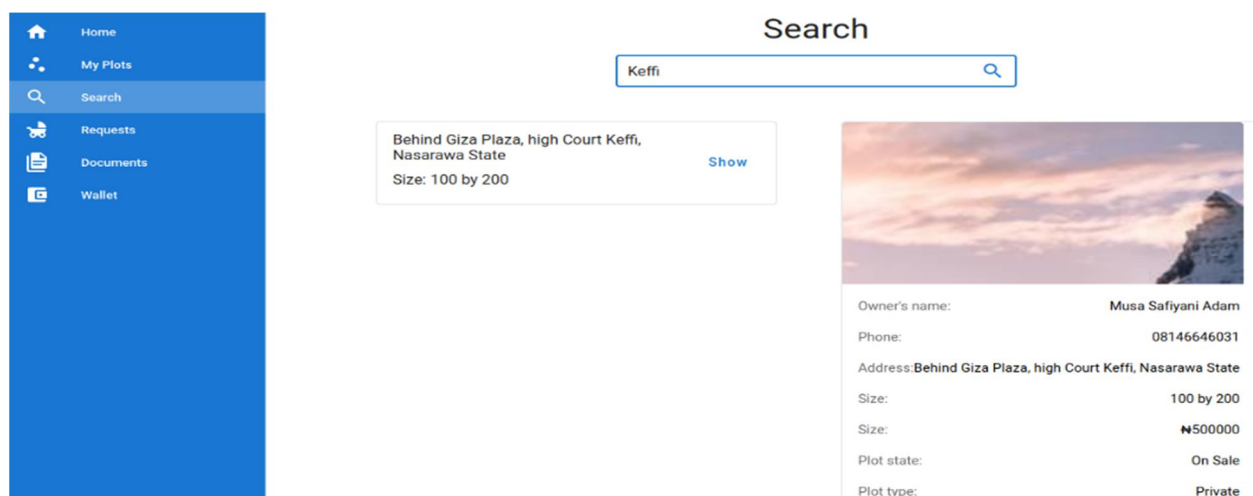 Home
My Plots
Search
Requests
Documents
Wallet
Search
Keffi
Behind Giza Plaza, high Court Keffi,
Nasarawa State
Show
Size: 100 by 200
Owner's name: Musa Safiyani Adam
Phone: 08146646031
Address:Behind Giza Plaza, high Court Keffi, Nasarawa State
Size: 100 by 200
Size: ₦500000
Plot state: On Sale
Plot type: Private